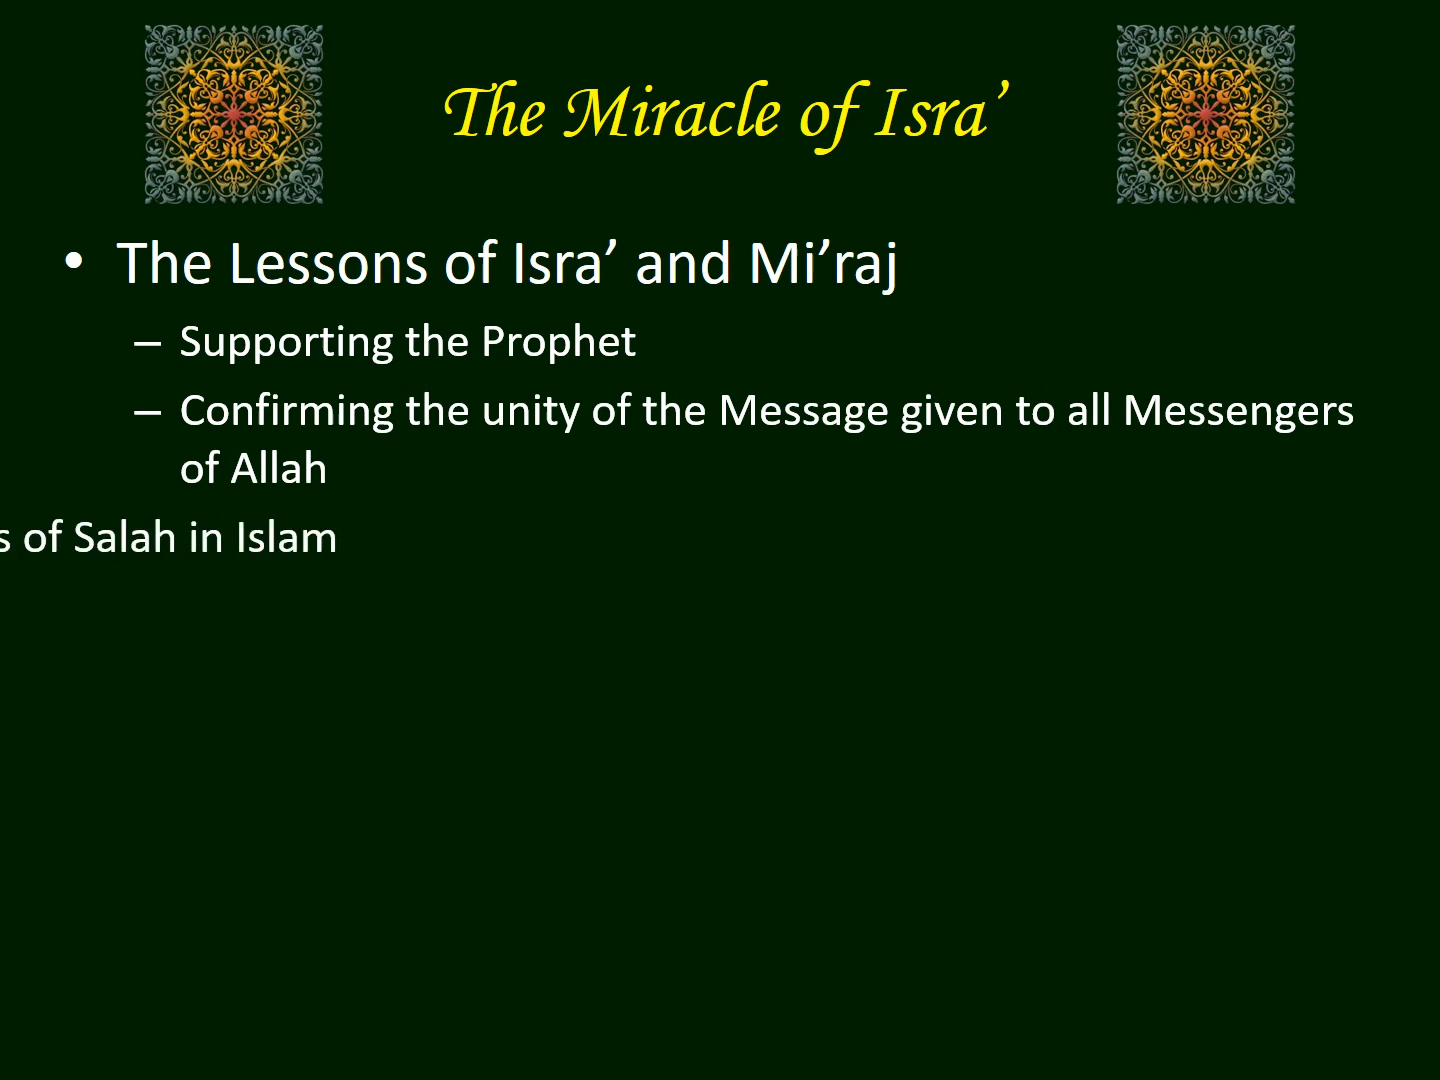 The Miracle of Isra’
• The Lessons of Isra’ and Mi’raj
– Supporting the Prophet
– Confirming the unity of the Message given to all Messengers
of Allah
s of Salah in Islam